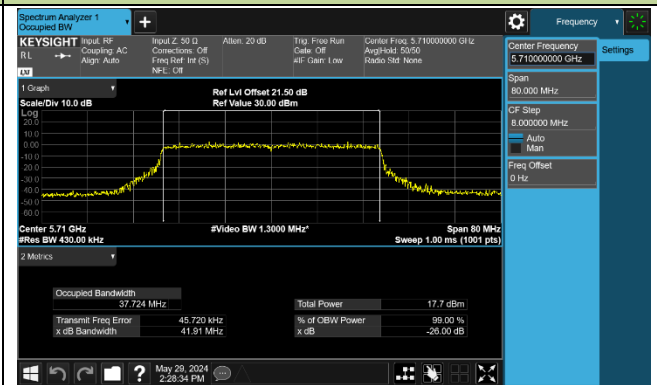 Spectrum Analyzer 1
Occupied BW
+
Frequency
KEYSIGHT
RL
LXI
Input: RF
Coupling: AC
Align: Auto
Input Z: 50 Ω
Corrections: Off
Freq Ref: Int (S)
NFE: Off
Atten: 20 dB
Trig: Free Run
Gate: Off
#IF Gain: Low
Center Freq: 5.710000000 GHz
Avg|Hold: 50/50
Radio Std: None
Center Frequency
5.710000000 GHz
Settings
Span
80.000 MHz
CF Step
8.000000 MHz
Auto
Man
Freq Offset
0 Hz
1 Graph
Scale/Div 10.0 dB
Ref Lvl Offset 21.50 dB
Ref Value 30.00 dBm
Log
20.0
10.0
0.00
-10.0
-20.0
-30.0
-40.0
-50.0
-60.0
Center 5.71 GHz
#Res BW 430.00 kHz
#Video BW 1.3000 MHz*
Span 80 MHz
Sweep 1.00 ms (1001 pts)
2 Metrics
Occupied Bandwidth
37.724 MHz
Total Power 17.7 dBm
Transmit Freq Error 45.720 kHz
% of OBW Power 99.00 %
x dB Bandwidth 41.91 MHz
x dB -26.00 dB
?
May 29, 2024
2:28:34 PM